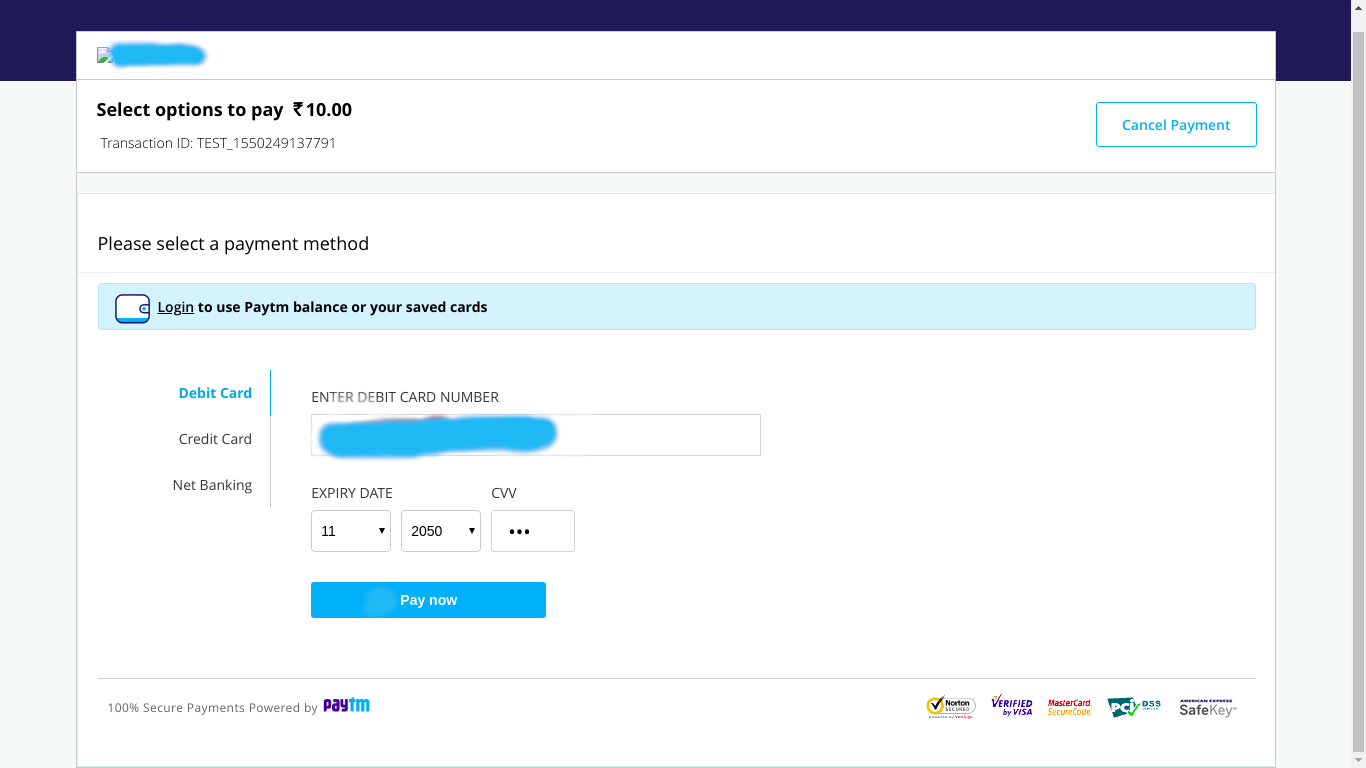 Select options to pay ₹10.00
Cancel Payment
Transaction ID: TEST_1550249137791
Please select a payment method
Login to use Paytm balance or your saved cards
Debit Card
Credit Card
Net Banking
ENTER DEBIT CARD NUMBER
EXPIRY DATE CVV
11 2050 •••
Pay now
100% Secure Payments Powered by paytm
Norton SECURED powered by VeriSign
VERIFIED by VISA
MasterCard SecureCode
PCI DSS
AMERICAN EXPRESS SafeKey